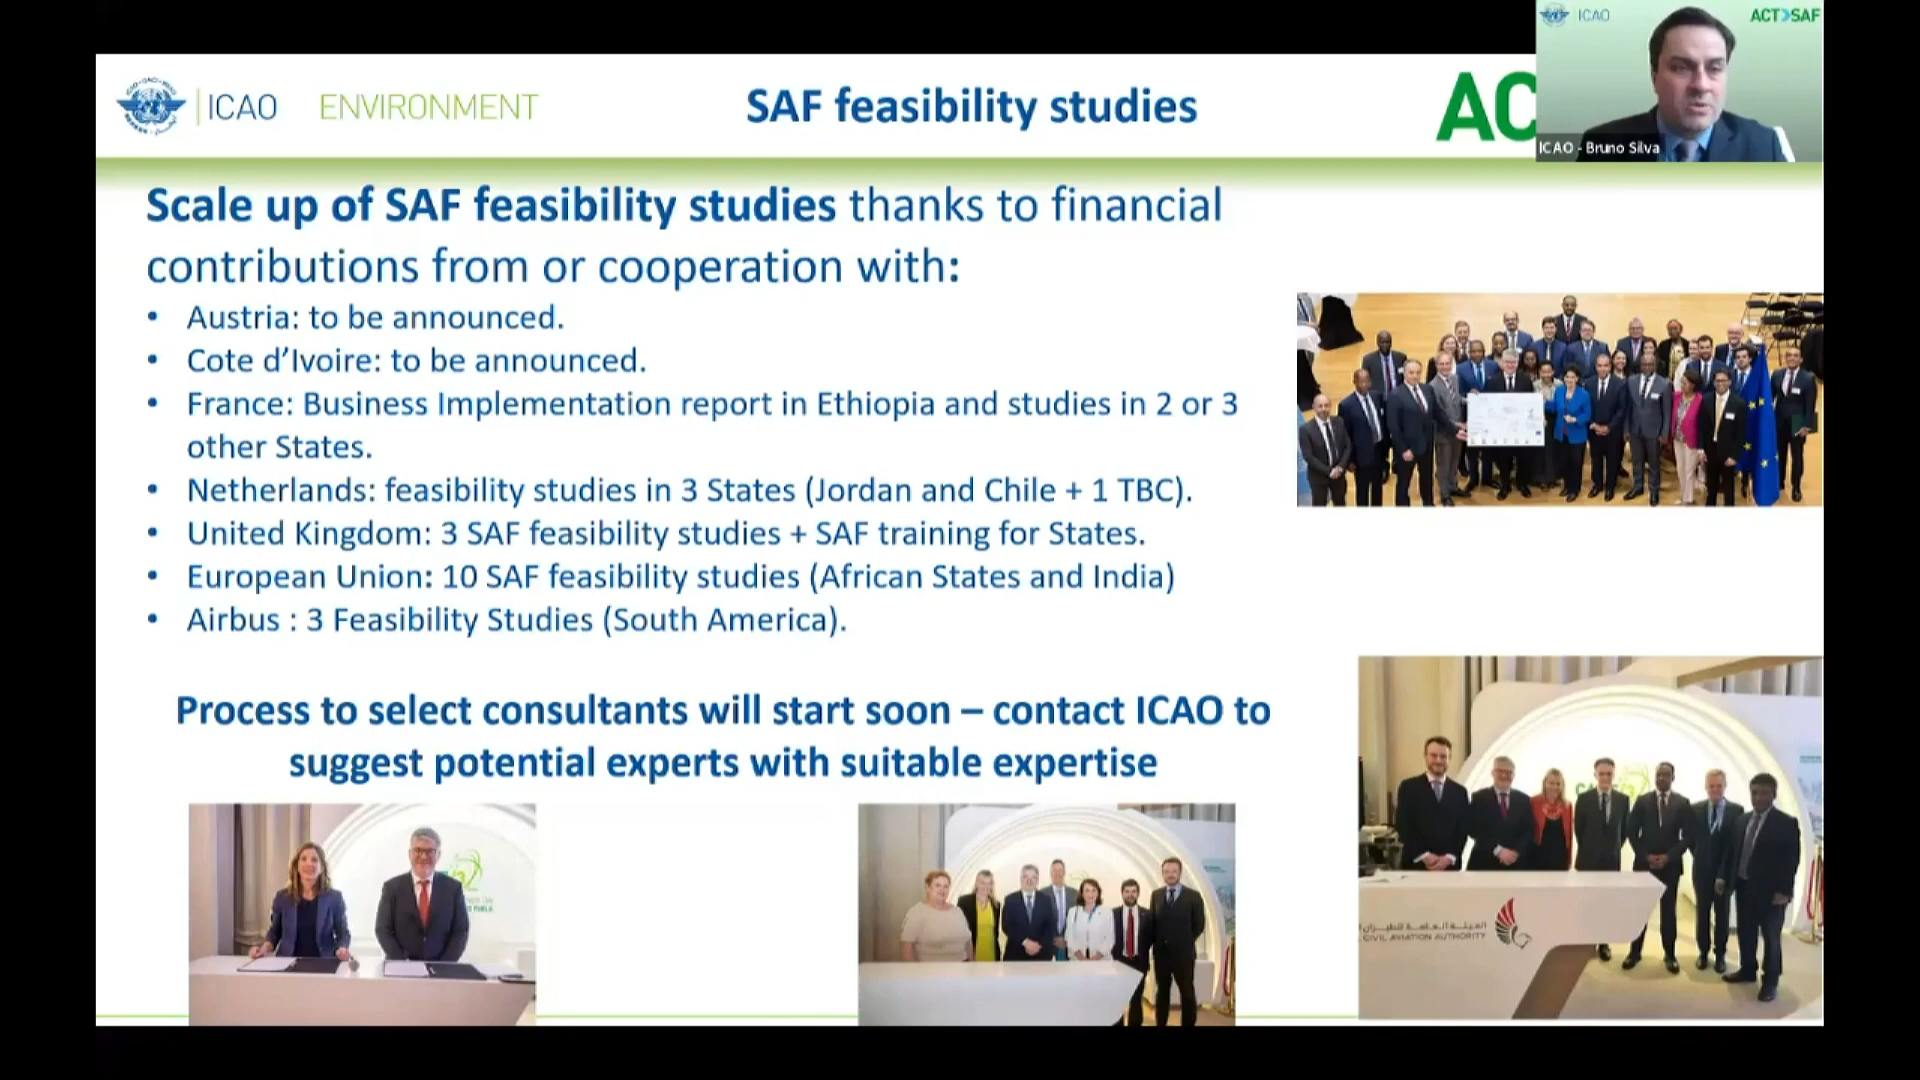 ICAO
ENVIRONMENT
SAF feasibility studies
AC
ICAO
ACT SAF
ICAO - Bruno Silva
Scale up of SAF feasibility studies thanks to financial
contributions from or cooperation with:
• Austria: to be announced.
• Cote d’Ivoire: to be announced.
• France: Business Implementation report in Ethiopia and studies in 2 or 3
other States.
• Netherlands: feasibility studies in 3 States (Jordan and Chile + 1 TBC).
• United Kingdom: 3 SAF feasibility studies + SAF training for States.
• European Union: 10 SAF feasibility studies (African States and India)
• Airbus : 3 Feasibility Studies (South America).
Process to select consultants will start soon – contact ICAO to
suggest potential experts with suitable expertise
الهيئة العامة للطيران
CIVIL AVIATION AUTHORITY